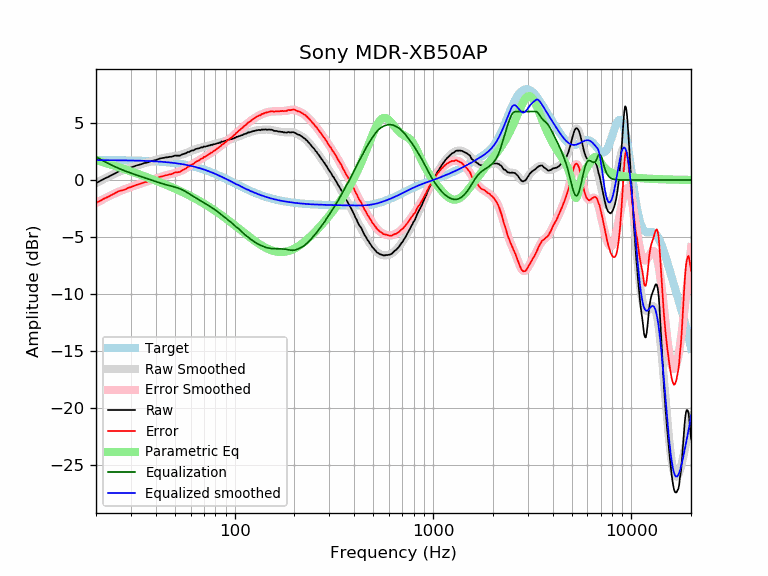 Sony MDR-XB50AP
Amplitude (dBr)
5
0
−5
−10
−15
−20
−25
Target
Raw Smoothed
Error Smoothed
Raw
Error
Parametric Eq
Equalization
Equalized smoothed
100
1000
10000
Frequency (Hz)